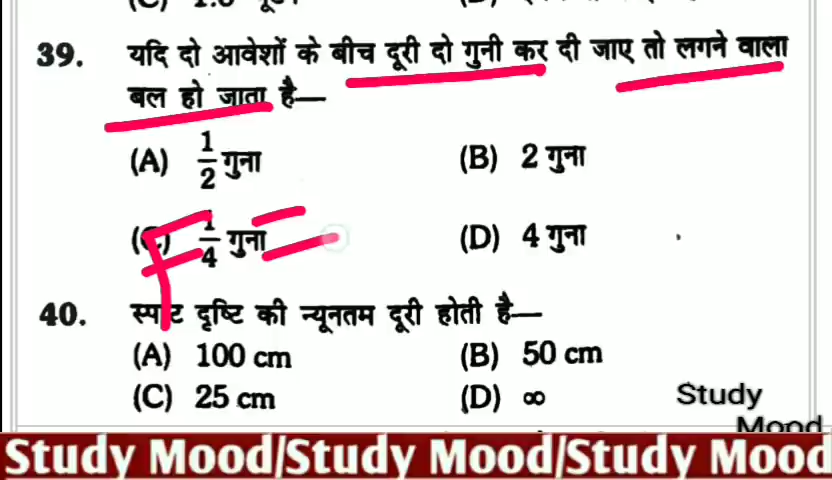 39. यदि दो आवेशों के बीच दूरी दो गुनी कर दी जाए तो लगने वाला
बल हो जाता है—
(A) 1/2 गुना (B) 2 गुना
(C) 1/4 गुना (D) 4 गुना
F =
40. स्पष्ट दृष्टि की न्यूनतम दूरी होती है—
(A) 100 cm (B) 50 cm
(C) 25 cm (D) ∞
Study
Mood
Study Mood/Study Mood/Study Mood